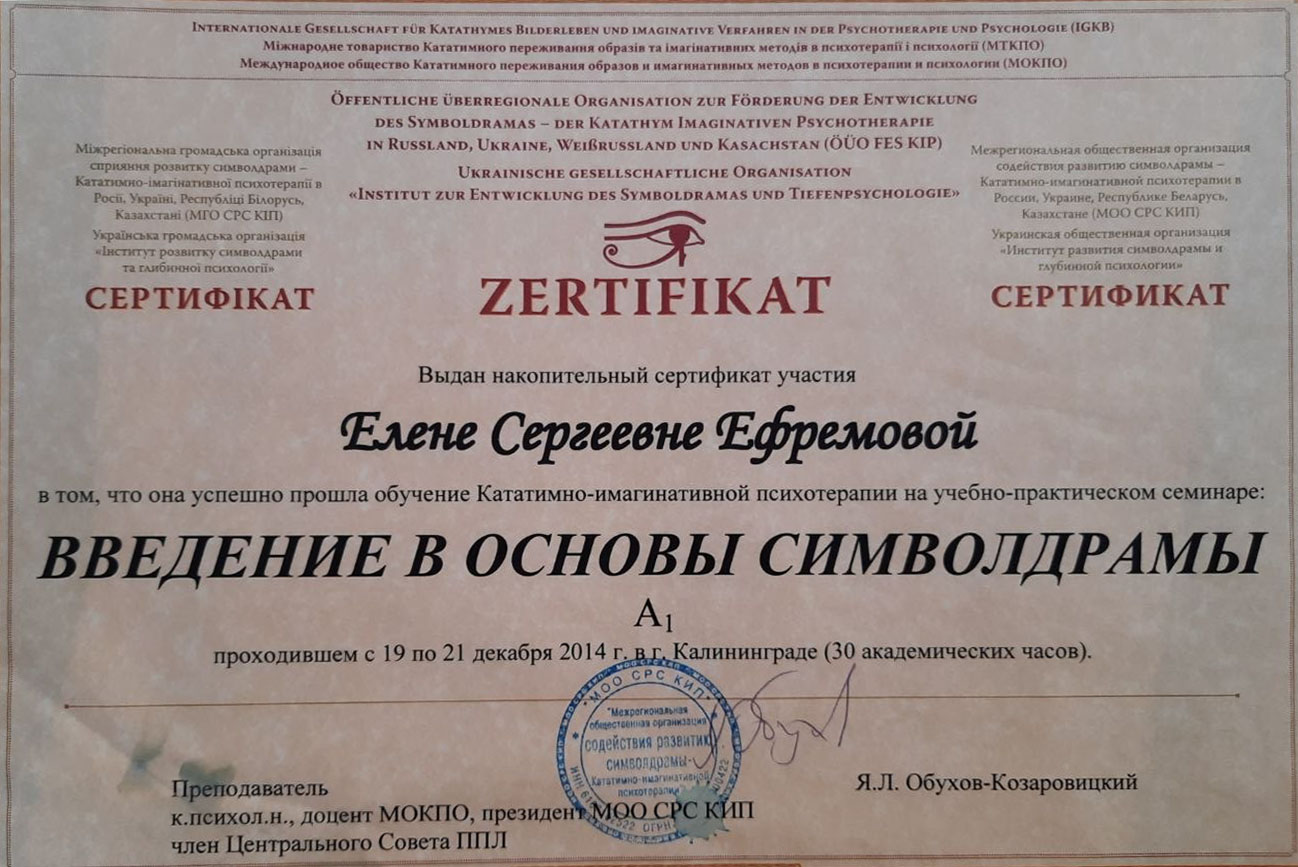 INTERNATIONALE GESELLSCHAFT FÜR KATATHYMES BILDERLEBEN UND IMAGINATIVE VERFAHREN IN DER PSYCHOTHERAPIE UND PSYCHOLOGIE (IGKB)
Міжнародне товариство Кататимного переживання образів та імагінативних методів в психотерапії і психології (МТКПО)
Международное общество Кататимного переживания образов и имагинативных методов в психотерапии и психологии (МОКПО)
ÖFFENTLICHE ÜBERREGIONALE ORGANISATION ZUR FÖRDERUNG DER ENTWICKLUNG
DES SYMBOLDRAMAS – DER KATATHYM IMAGINATIVEN PSYCHOTHERAPIE
IN RUSSLAND, UKRAINE, WEIßRUSSLAND UND KASACHSTAN (ÖÜO FES KIP)
UKRAINISCHE GESELLSCHAFTLICHE ORGANISATION
«INSTITUT ZUR ENTWICKLUNG DES SYMBOLDRAMAS UND TIEFENPSYCHOLOGIE»
Міжрегіональна громадська організація
сприяння розвитку символдрами –
Кататимно-імагінативної психотерапії в
Росії, Україні, Республіці Білорусь,
Казахстані (МГО СРС КІП)
Українська громадська організація
«Інститут розвитку символдрами
та глибинної психології»
СЕРТИФІКАТ
ZERTIFIKAT
Межрегиональная общественная организация
содействия развитию символдрамы –
Кататимно-имагинативной психотерапии в
России, Украине, Республике Беларусь,
Казахстане (МОО СРС КИП)
Украинская общественная организация
«Институт развития символдрамы и
глубинной психологии»
СЕРТИФИКАТ
Выдан накопительный сертификат участия
Елене Сергеевне Ефремовой
в том, что она успешно прошла обучение Кататимно-имагинативной психотерапии на учебно-практическом семинаре:
ВВЕДЕНИЕ В ОСНОВЫ СИМВОЛДРАМЫ
А1
проходившем с 19 по 21 декабря 2014 г. в г. Калининграде (30 академических часов).
МОО СРС КИП
"Межрегиональная
общественная организация
содействия развитию
символдрамы-
Кататимно-имагинативной
психотерапии
Преподаватель
к.психол.н., доцент МОКПО, президент МОО СРС КИП
член Центрального Совета ППЛ
Я.Л. Обухов-Козаровицкий